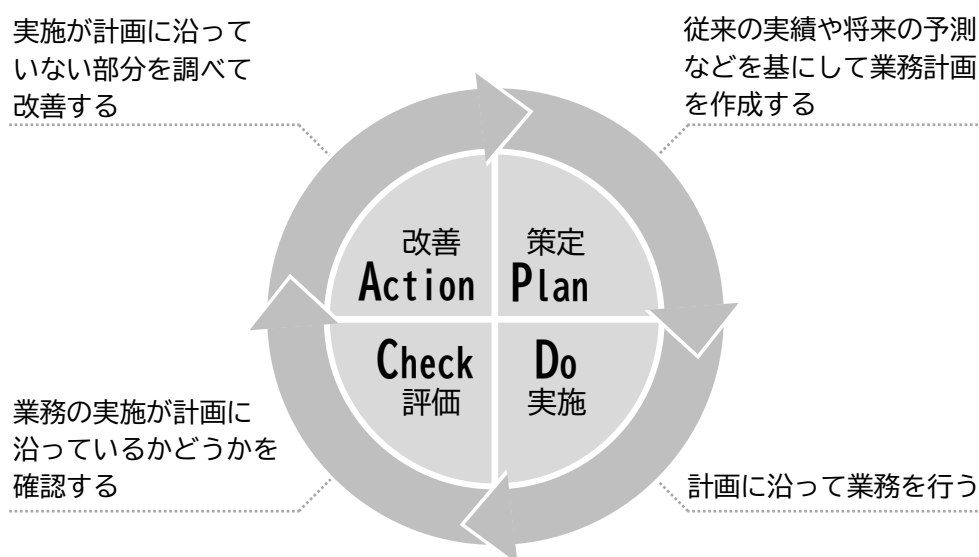 実施が計画に沿って
いない部分を調べて
改善する
従来の実績や将来の予測
などを基にして業務計画
を作成する
改善
Action
策定
Plan
Check
評価
Do
実施
業務の実施が計画に
沿っているかどうかを
確認する
計画に沿って業務を行う